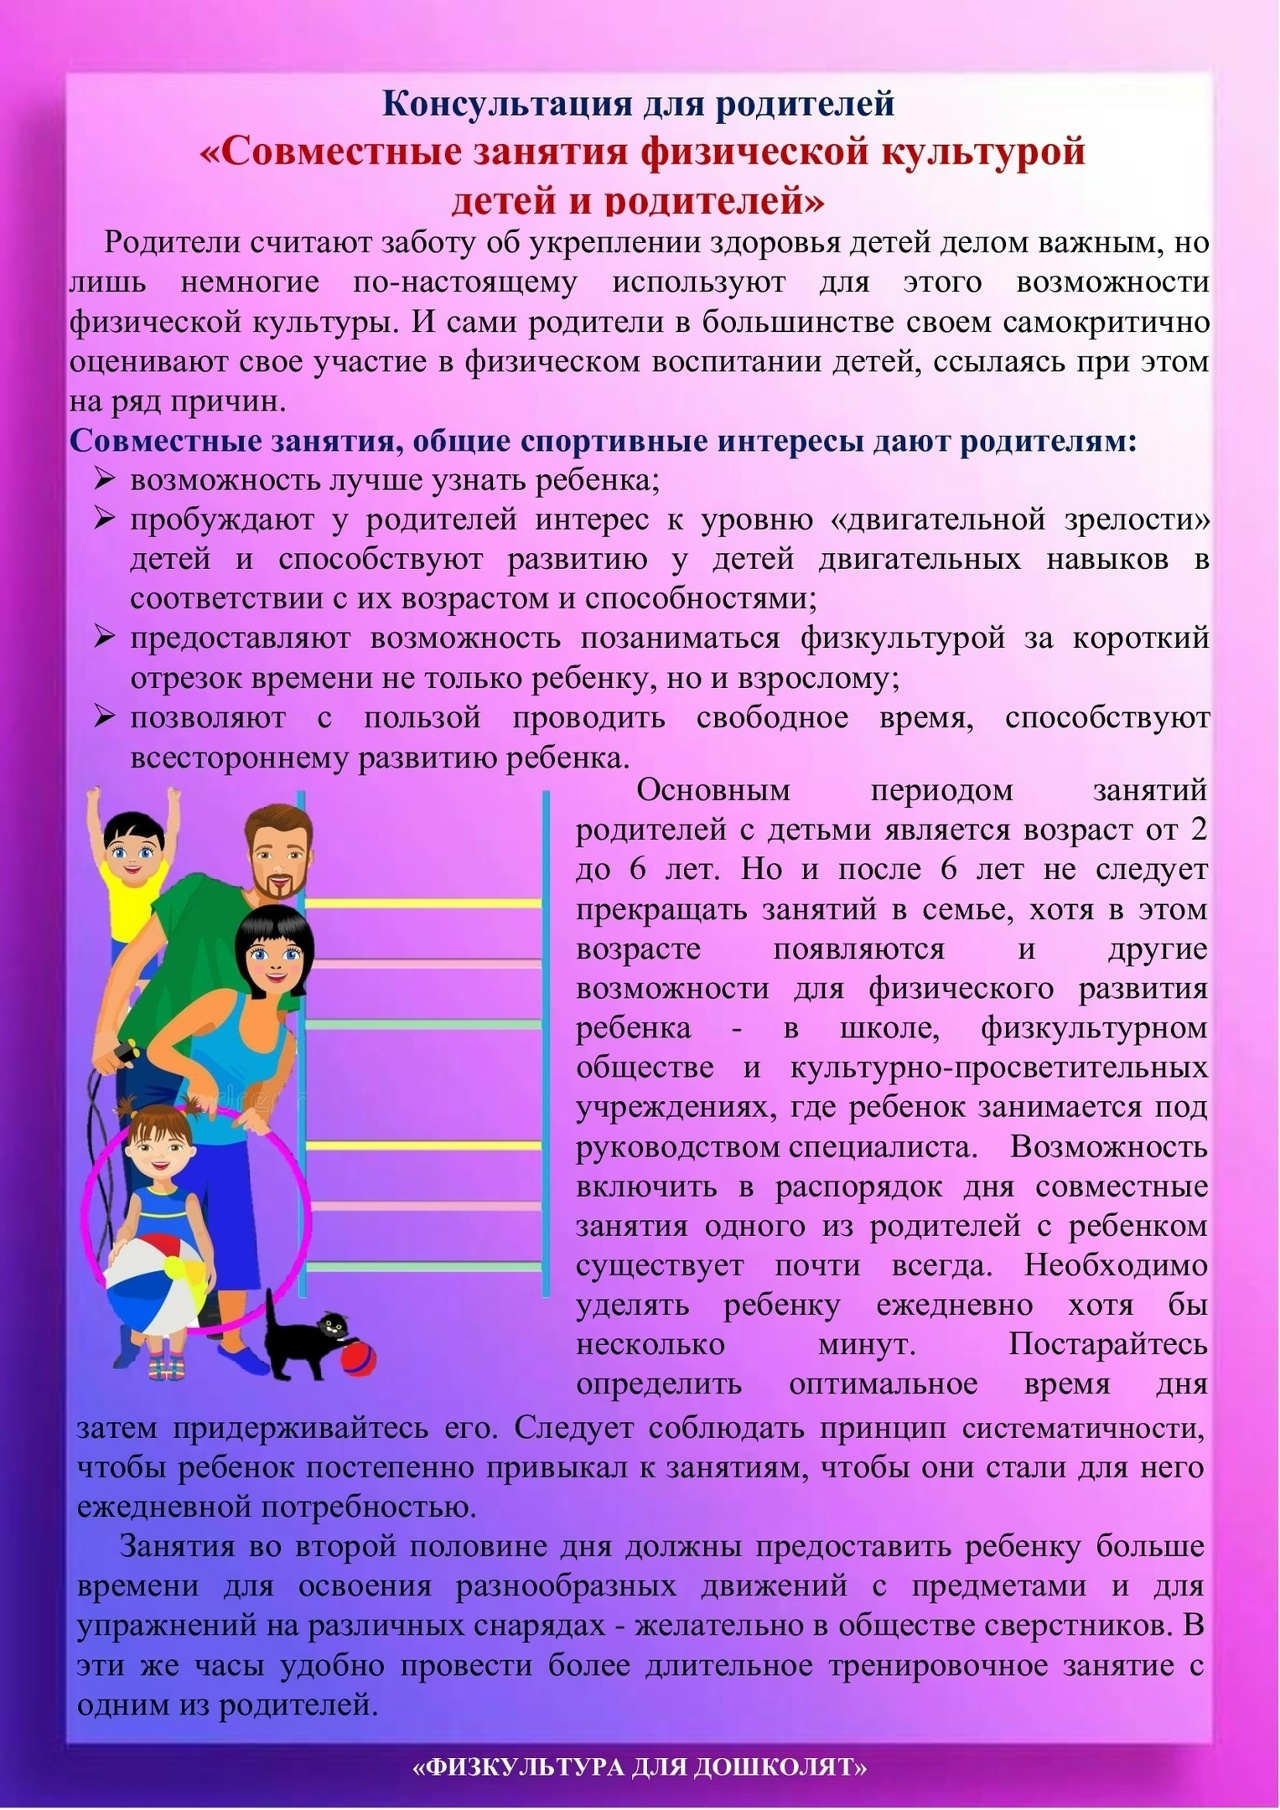 Консультация для родителей
«Совместные занятия физической культурой
детей и родителей»
Родители считают заботу об укреплении здоровья детей делом важным, но
лишь немногие по-настоящему используют для этого возможности
физической культуры. И сами родители в большинстве своем самокритично
оценивают свое участие в физическом воспитании детей, ссылаясь при этом
на ряд причин.
Совместные занятия, общие спортивные интересы дают родителям:
➢ возможность лучше узнать ребенка;
➢ пробуждают у родителей интерес к уровню «двигательной зрелости»
детей и способствуют развитию у детей двигательных навыков в
соответствии с их возрастом и способностями;
➢ предоставляют возможность позаниматься физкультурой за короткий
отрезок времени не только ребенку, но и взрослому;
➢ позволяют с пользой проводить свободное время, способствуют
всестороннему развитию ребенка.
Основным периодом занятий
родителей с детьми является возраст от 2
до 6 лет. Но и после 6 лет не следует
прекращать занятий в семье, хотя в этом
возрасте появляются и другие
возможности для физического развития
ребенка - в школе, физкультурном
обществе и культурно-просветительных
учреждениях, где ребенок занимается под
руководством специалиста. Возможность
включить в распорядок дня совместные
занятия одного из родителей с ребенком
существует почти всегда. Необходимо
уделять ребенку ежедневно хотя бы
несколько минут. Постарайтесь
определить оптимальное время дня
затем придерживайтесь его. Следует соблюдать принцип систематичности,
чтобы ребенок постепенно привыкал к занятиям, чтобы они стали для него
ежедневной потребностью.
Занятия во второй половине дня должны предоставить ребенку больше
времени для освоения разнообразных движений с предметами и для
упражнений на различных снарядах - желательно в обществе сверстников. В
эти же часы удобно провести более длительное тренировочное занятие с
одним из родителей.
«ФИЗКУЛЬТУРА ДЛЯ ДОШКОЛЯТ»